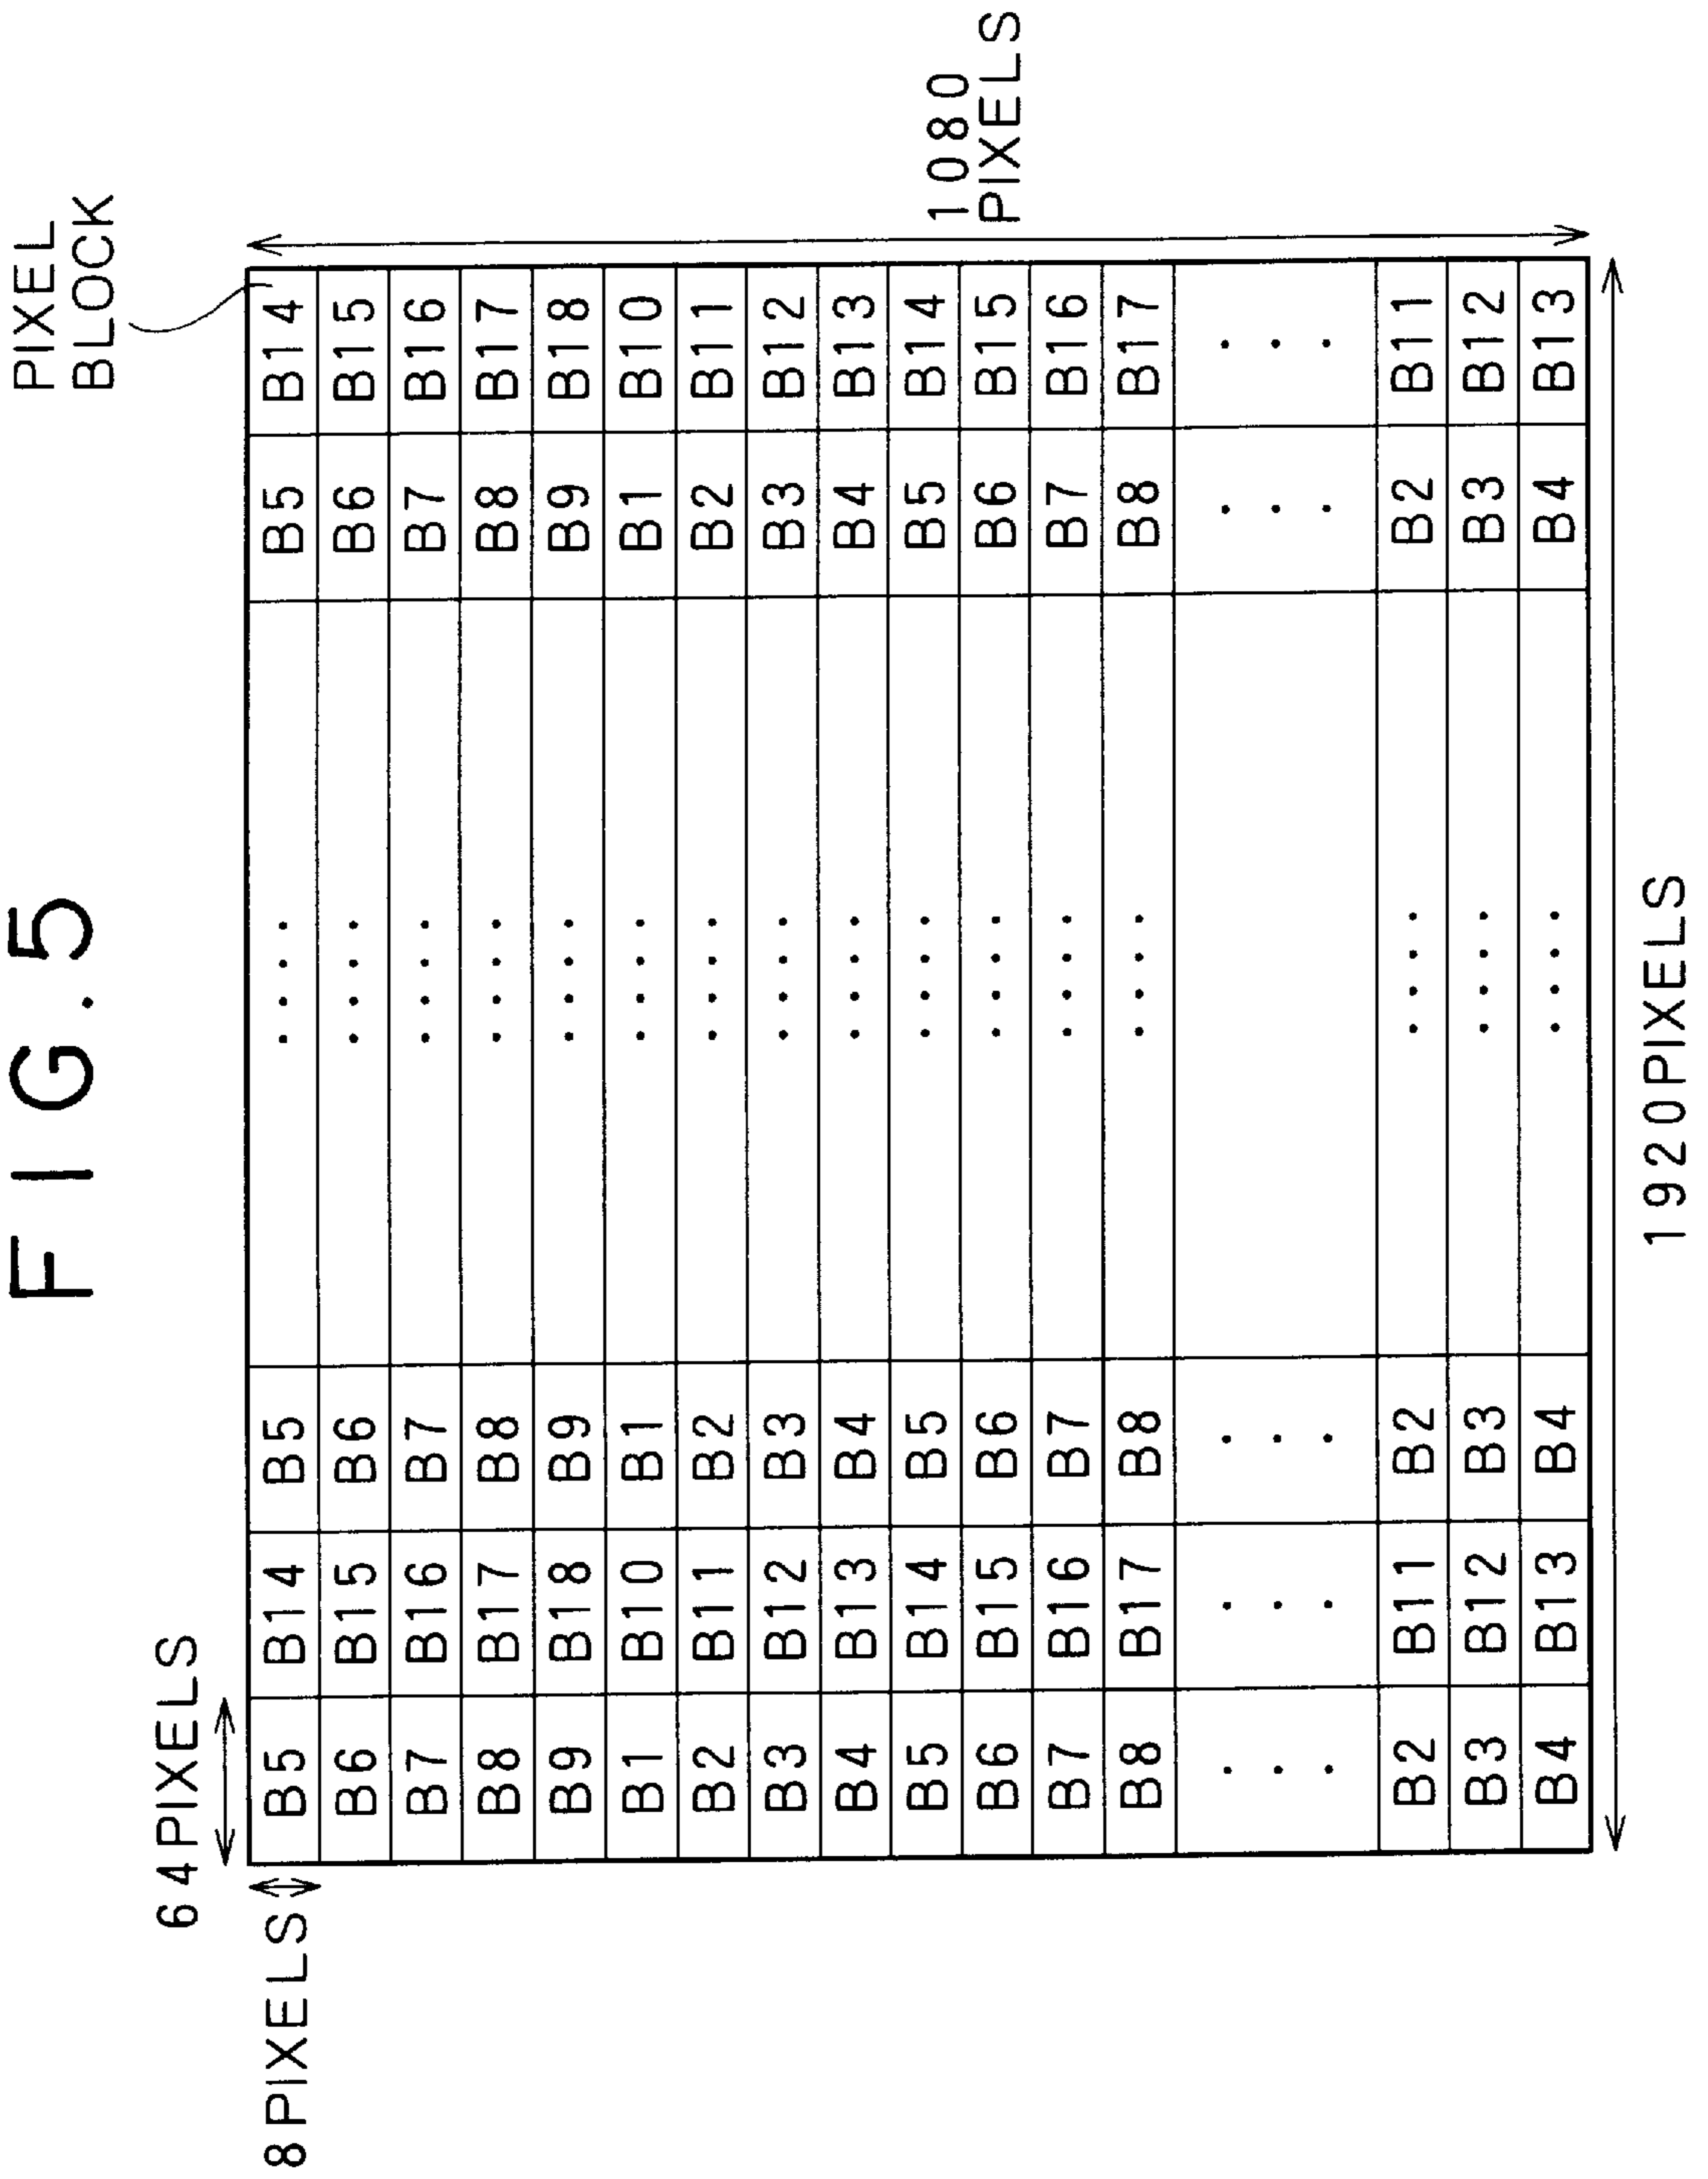 FIG.5
PIXEL
BLOCK
64PIXELS
8PIXELS
B5 B14 B5 .... B5 B14
B6 B15 B6 .... B6 B15
B7 B16 B7 .... B7 B16
B8 B17 B8 .... B8 B17
B9 B18 B9 .... B9 B18
B1 B10 B1 .... B1 B10
B2 B11 B2 .... B2 B11
B3 B12 B3 .... B3 B12
B4 B13 B4 .... B4 B13
B5 B14 B5 .... B5 B14
B6 B15 B6 .... B6 B15
B7 B16 B7 .... B7 B16
B8 B17 B8 .... B8 B17
B2 B11 B2 .... B2 B11
B3 B12 B3 .... B3 B12
B4 B13 B4 .... B4 B13
1080
PIXELS
1920PIXELS